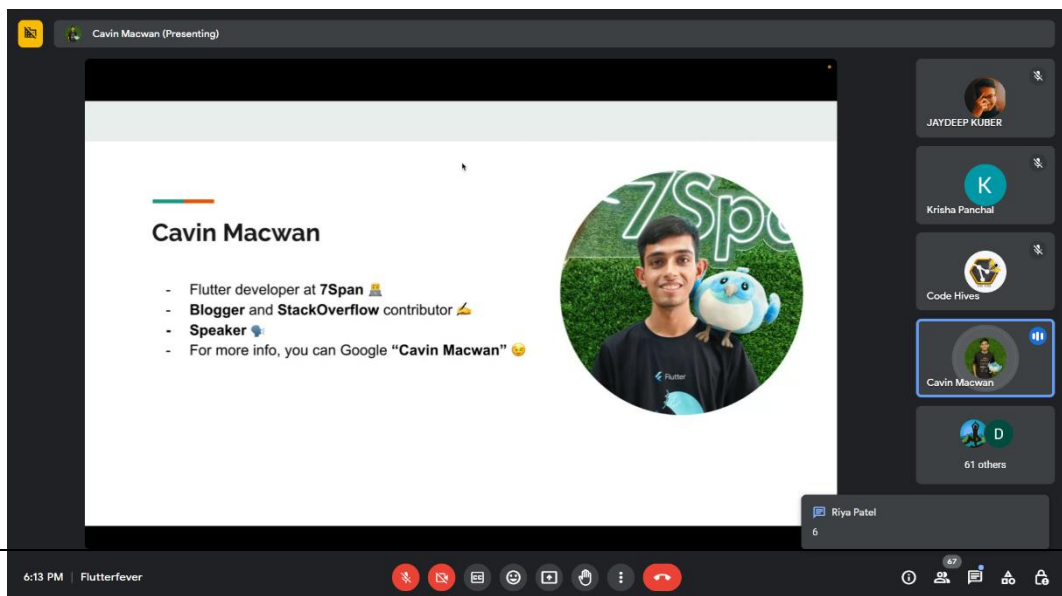 Cavin Macwan (Presenting)
Cavin Macwan
- Flutter developer at 7Span 👨‍💻
- Blogger and StackOverflow contributor ✍️
- Speaker 🗣️
- For more info, you can Google “Cavin Macwan” 😉
7Spa
Flutter
JAYDEEP KUBER
K
Krisha Panchal
Code Hives
Cavin Macwan
D
61 others
Riya Patel
6
6:13 PM | Flutterfever
CC
67